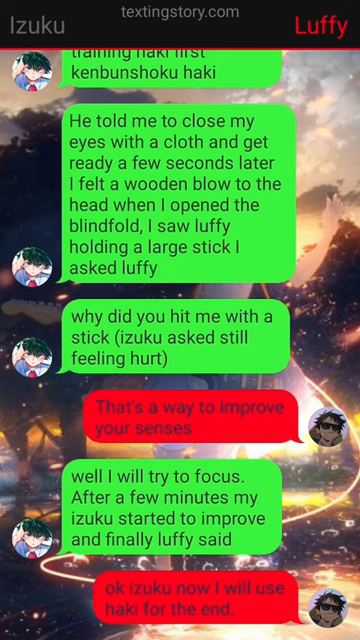 textingstory.com
Izuku
Luffy
training haki first
kenbunshoku haki
He told me to close my
eyes with a cloth and get
ready a few seconds later
I felt a wooden blow to the
head when I opened the
blindfold, I saw luffy
holding a large stick I
asked luffy
why did you hit me with a
stick (izuku asked still
feeling hurt)
That's a way to improve
your senses
well I will try to focus.
After a few minutes my
izuku started to improve
and finally luffy said
ok izuku now I will use
haki for the end.